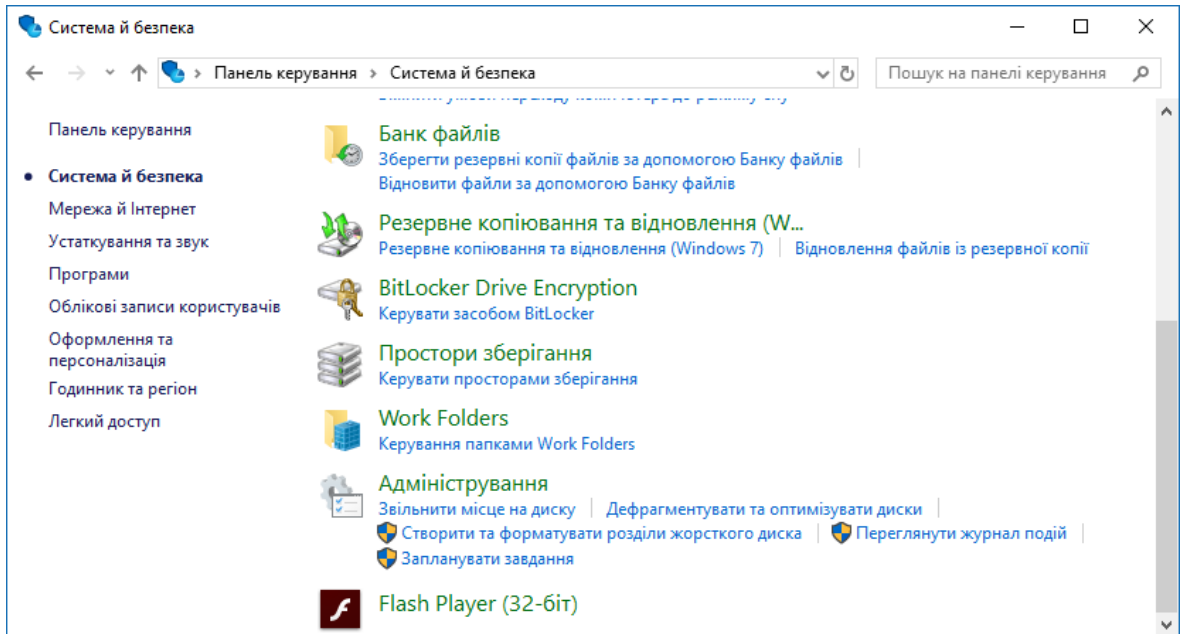 Система й безпека
Панель керування › Система й безпека
Пошук на панелі керування
Панель керування
Система й безпека
Мережа й Інтернет
Устаткування та звук
Програми
Облікові записи користувачів
Оформлення та
персоналізація
Годинник та регіон
Легкий доступ
Банк файлів
Зберегти резервні копії файлів за допомогою Банку файлів
Відновити файли за допомогою Банку файлів
Резервне копіювання та відновлення (W...
Резервне копіювання та відновлення (Windows 7) Відновлення файлів із резервної копії
BitLocker Drive Encryption
Керувати засобом BitLocker
Простори зберігання
Керувати просторами зберігання
Work Folders
Керування папками Work Folders
Адміністрування
Звільнити місце на диску Дефрагментувати та оптимізувати диски
Створити та форматувати розділи жорсткого диска Переглянути журнал подій
Запланувати завдання
Flash Player (32-біт)